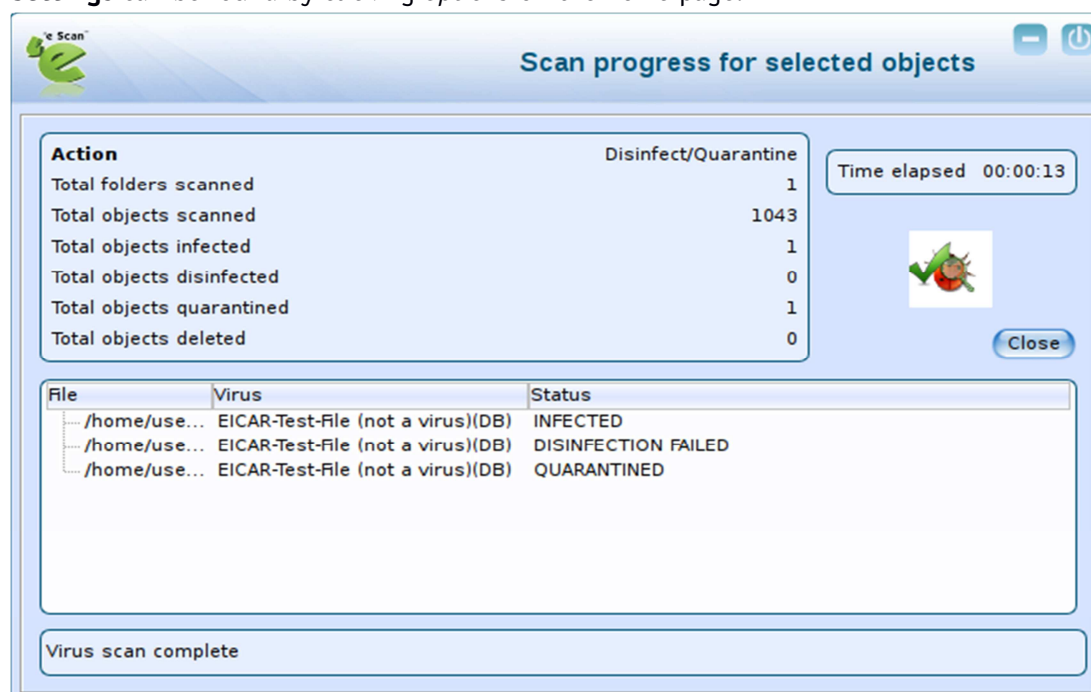 e Scan
Scan progress for selected objects
Action Disinfect/Quarantine
Total folders scanned 1
Total objects scanned 1043
Total objects infected 1
Total objects disinfected 0
Total objects quarantined 1
Total objects deleted 0
Time elapsed 00:00:13
Close
File Virus Status
/home/use... EICAR-Test-File (not a virus)(DB) INFECTED
/home/use... EICAR-Test-File (not a virus)(DB) DISINFECTION FAILED
/home/use... EICAR-Test-File (not a virus)(DB) QUARANTINED
Virus scan complete